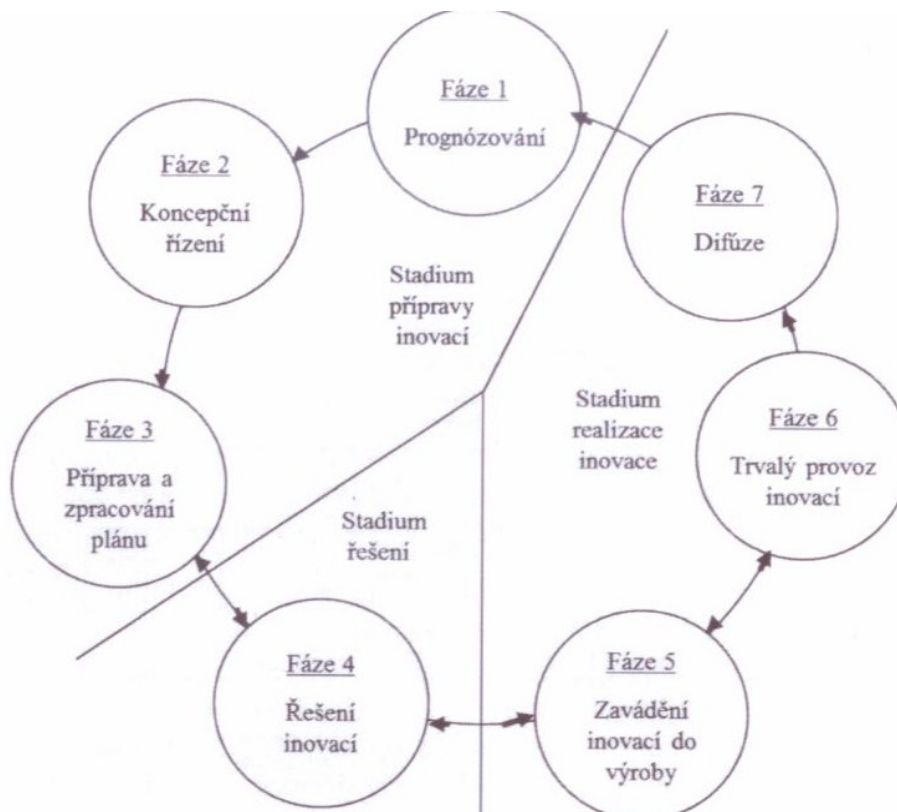 Fáze 1
Prognózování
Fáze 2
Koncepční
řízení
Fáze 7
Difúze
Stadium
přípravy
inovací
Fáze 3
Příprava a
zpracování
plánu
Stadium
realizace
inovace
Fáze 6
Trvalý provoz
inovací
Stadium
řešení
Fáze 4
Řešení
inovací
Fáze 5
Zavádění
inovací do
výroby